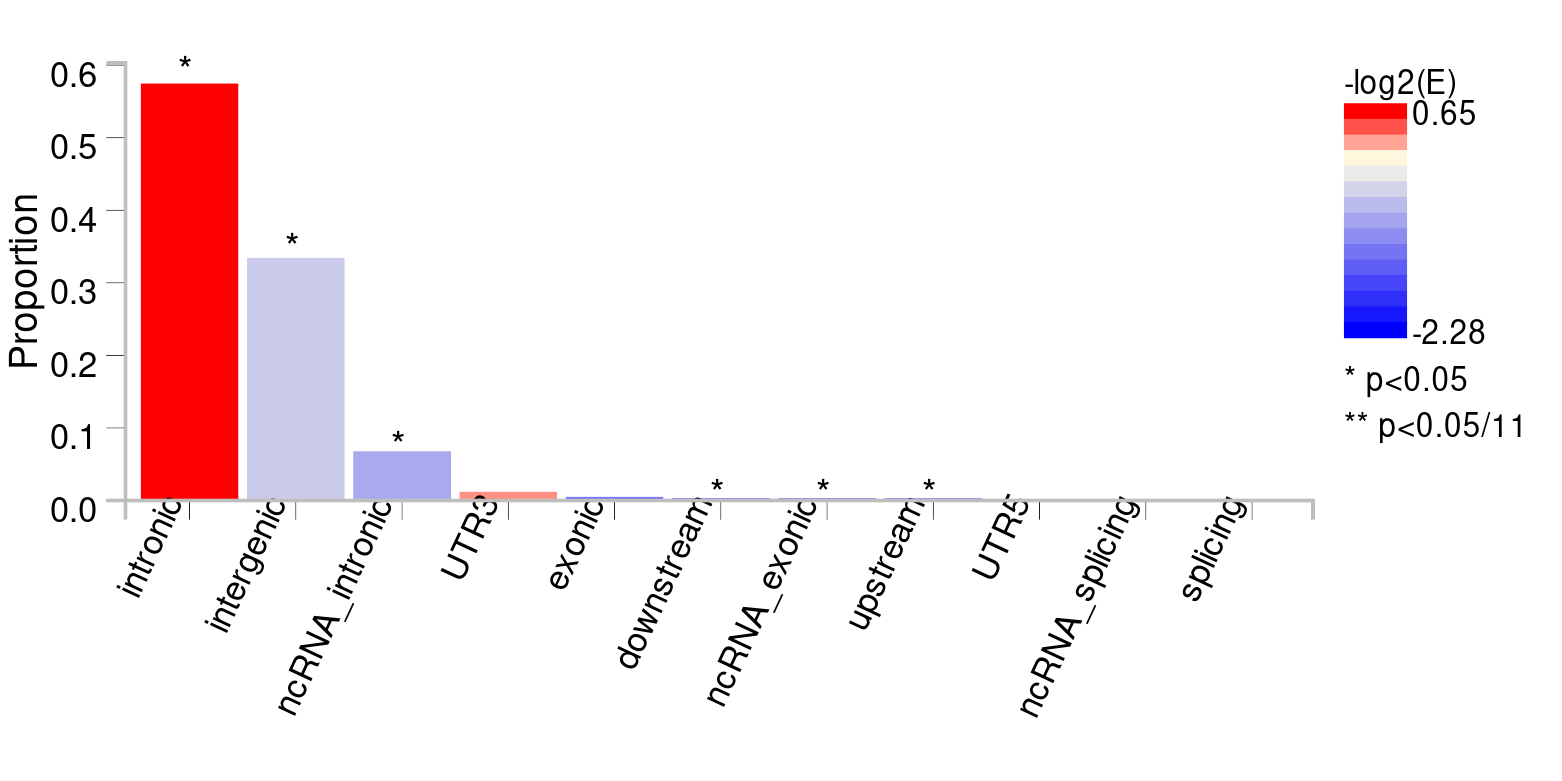 Proportion
0.6
0.5
0.4
0.3
0.2
0.1
0.0
*
*
*
*
*
*
intronic
intergenic
ncRNA_intronic
UTR3
exonic
downstream
ncRNA_exonic
upstream
UTR5
ncRNA_splicing
splicing
-log2(E)
0.65
-2.28
* p<0.05
** p<0.05/11